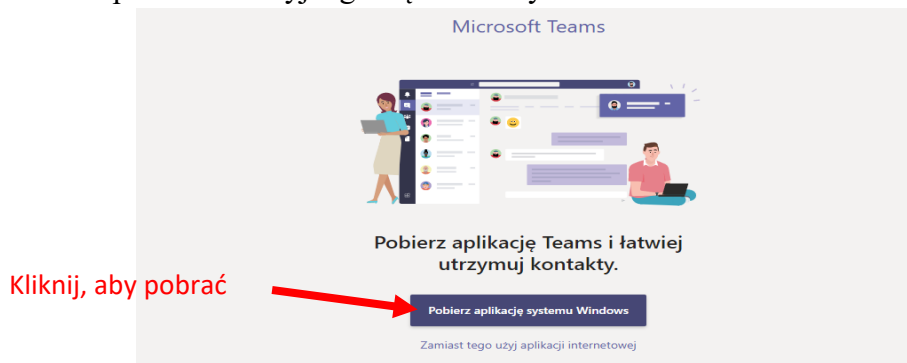 Microsoft Teams
Pobierz aplikację Teams i łatwiej
utrzymuj kontakty.
Kliknij, aby pobrać
Pobierz aplikację systemu Windows
Zamiast tego użyj aplikacji internetowej